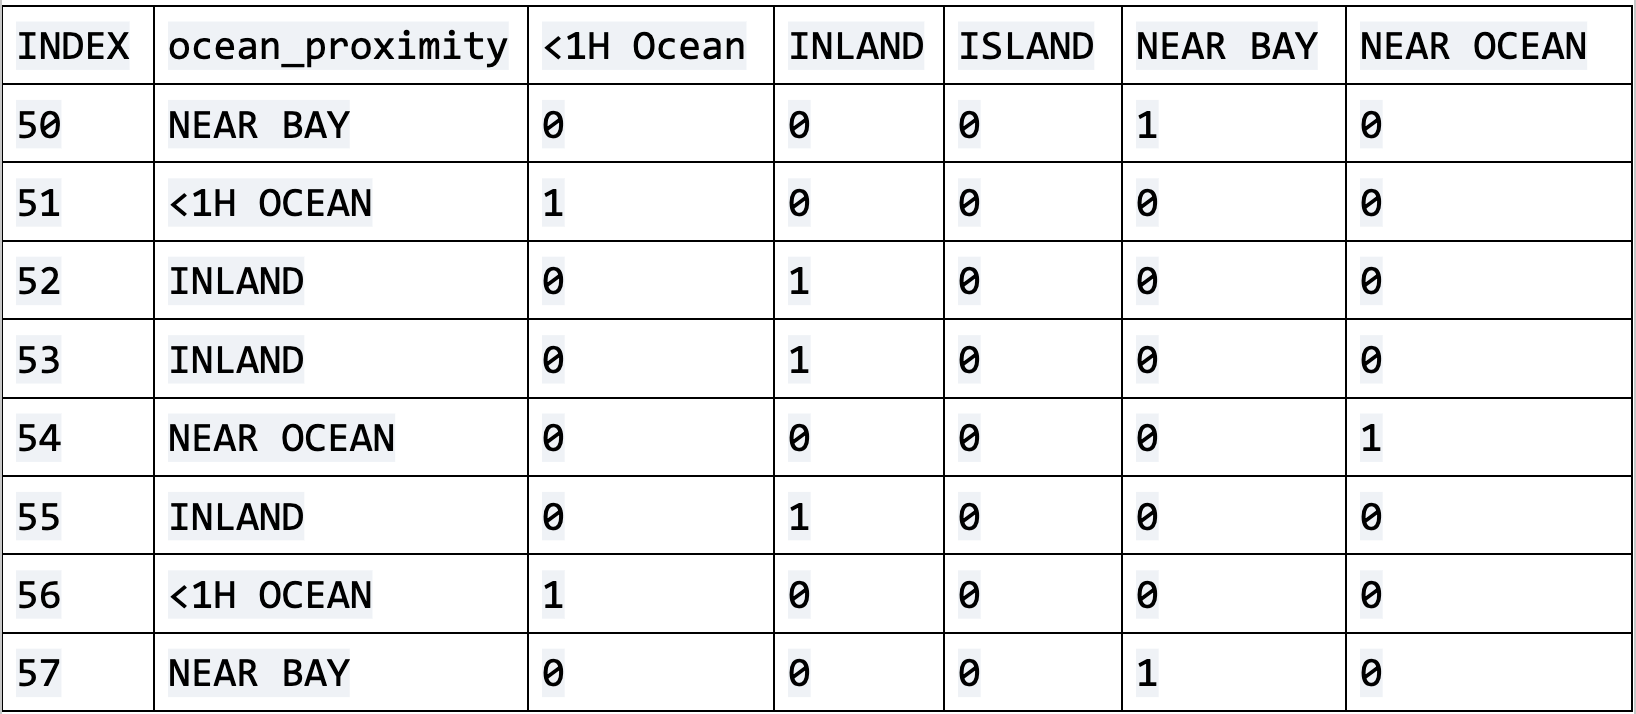 INDEX ocean_proximity <1H Ocean INLAND ISLAND NEAR BAY NEAR OCEAN
50 NEAR BAY 0 0 0 1 0
51 <1H OCEAN 1 0 0 0 0
52 INLAND 0 1 0 0 0
53 INLAND 0 1 0 0 0
54 NEAR OCEAN 0 0 0 0 1
55 INLAND 0 1 0 0 0
56 <1H OCEAN 1 0 0 0 0
57 NEAR BAY 0 0 0 1 0